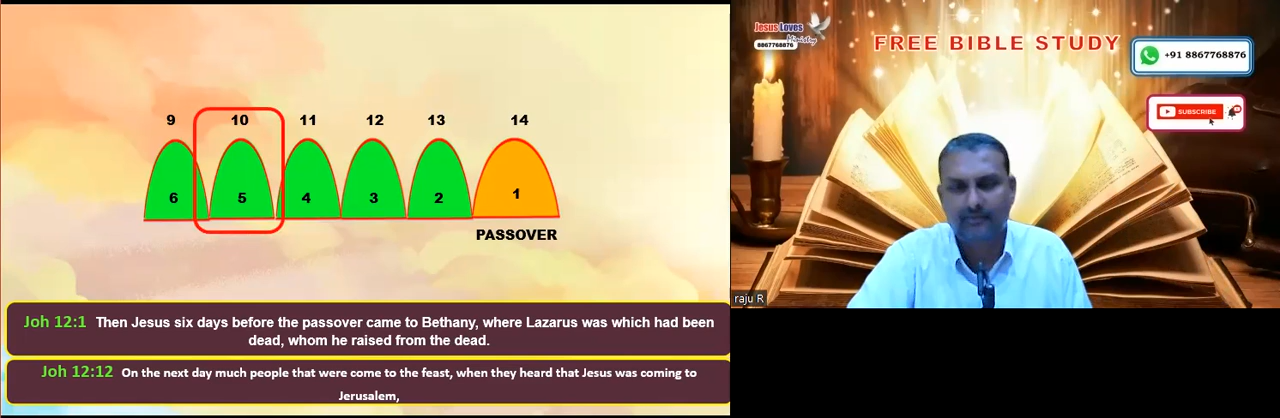 9 10 11 12 13 14
6 5 4 3 2 1
PASSOVER
Joh 12:1 Then Jesus six days before the passover came to Bethany, where Lazarus was which had been
dead, whom he raised from the dead.
Joh 12:12 On the next day much people that were come to the feast, when they heard that Jesus was coming to
Jerusalem,
Jesus Loves
Ministry
8867768876
FREE BIBLE STUDY
+91 8867768876
SUBSCRIBE
raju R